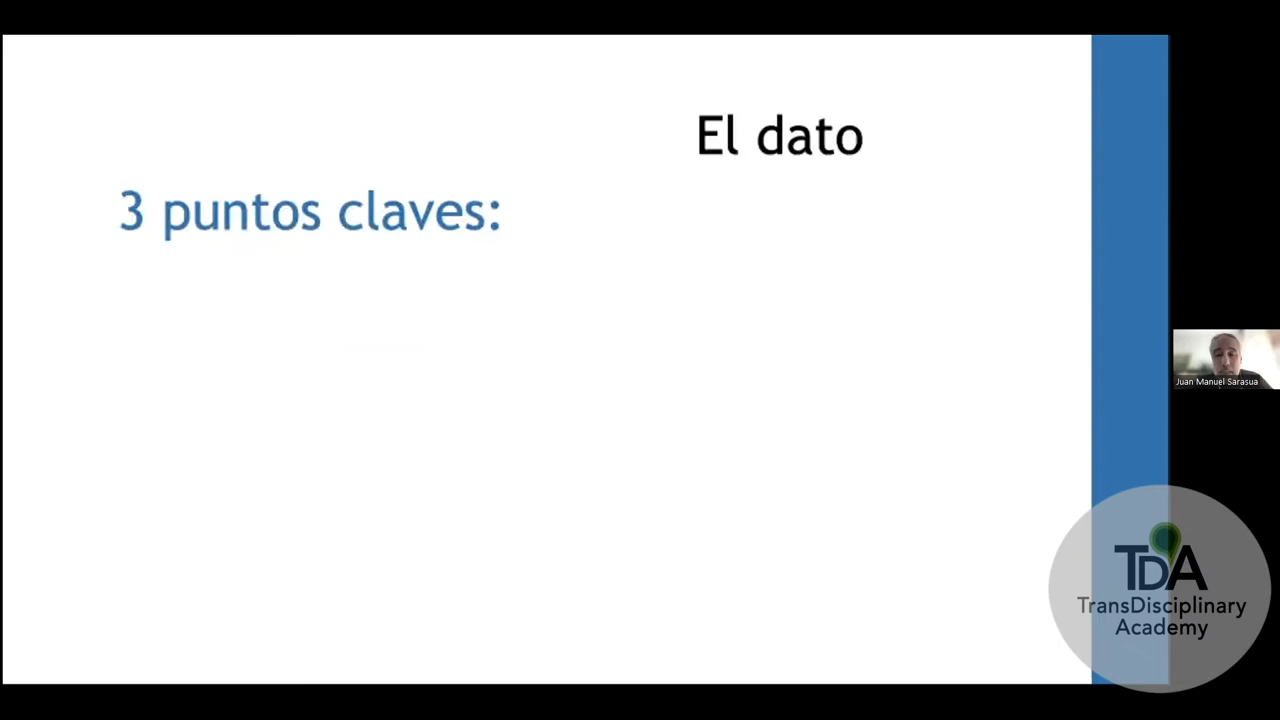 El dato
3 puntos claves:
Juan Manuel Sarasua
TDA
TransDisciplinary
Academy